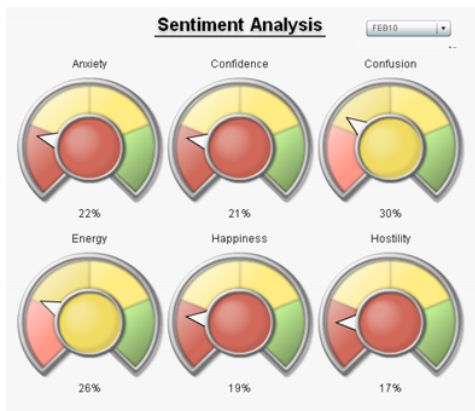 Sentiment Analysis
FEB10
Anxiety Confidence Confusion
22% 21% 30%
Energy Happiness Hostility
26% 19% 17%